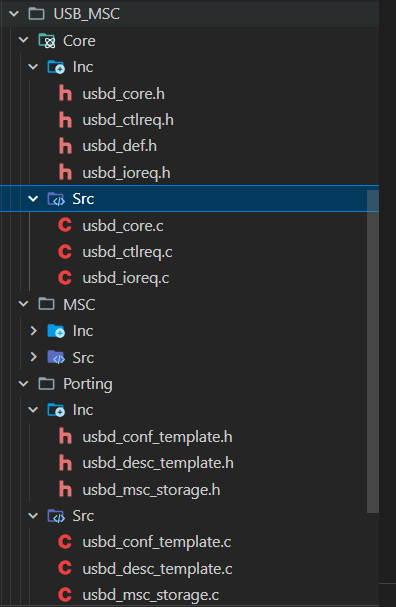 USB_MSC
Core
Inc
usbd_core.h
usbd_ctlreq.h
usbd_def.h
usbd_ioreq.h
Src
usbd_core.c
usbd_ctlreq.c
usbd_ioreq.c
MSC
Inc
Src
Porting
Inc
usbd_conf_template.h
usbd_desc_template.h
usbd_msc_storage.h
Src
usbd_conf_template.c
usbd_desc_template.c
usbd_msc_storage.c